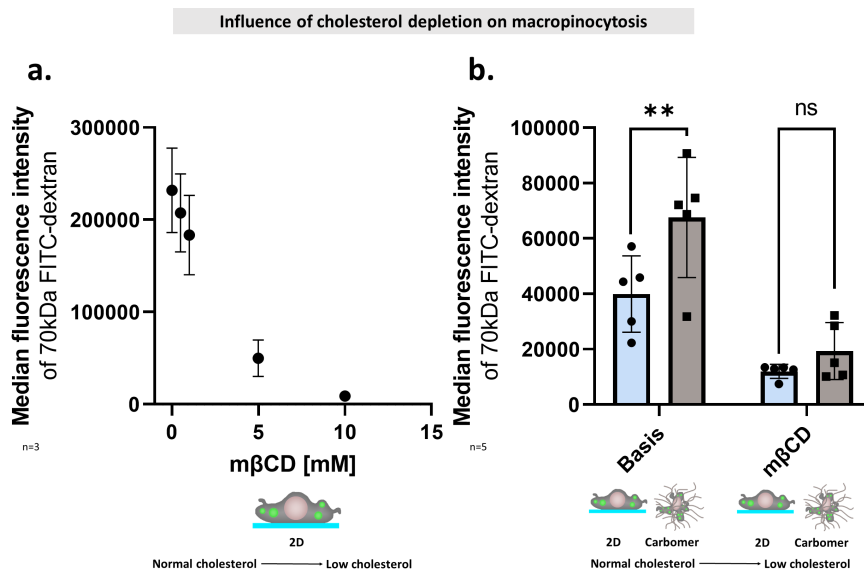 Influence of cholesterol depletion on macropinocytosis
a.
Median fluorescence intensity
of 70kDa FITC-dextran
300000
200000
100000
0
0
5
10
15
mβCD [mM]
n=3
2D
Normal cholesterol
Low cholesterol
b.
Median fluorescence intensity
of 70kDa FITC-dextran
100000
80000
60000
40000
20000
0
**
ns
Basis
mβCD
n=5
2D
Carbomer
2D
Carbomer
Normal cholesterol
Low cholesterol